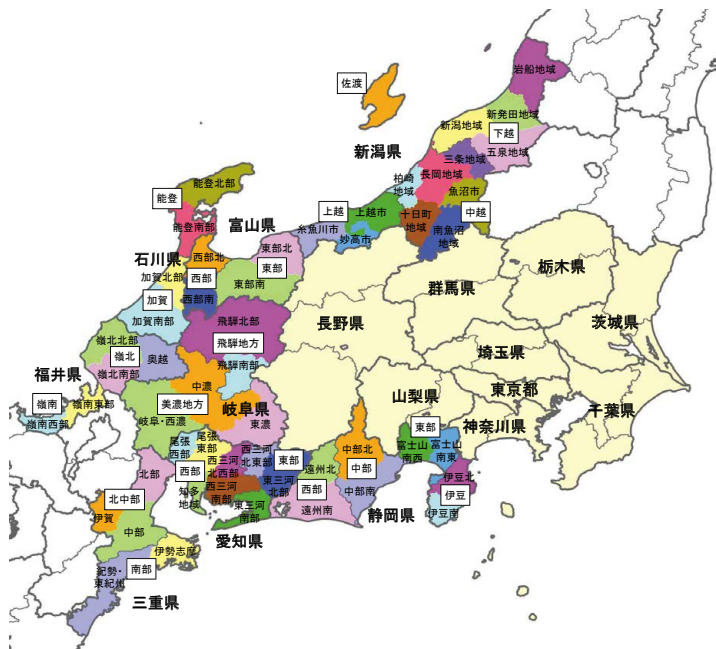 岩船地域
佐渡
新発田地域
新潟地域
下越
五泉地域
新潟県
三条地域
柏崎
地域
長岡地域
魚沼市
能登北部
能登
上越
上越市
十日町
地域
中越
南魚沼
地域
能登南部
富山県
糸魚川市
妙高市
東部北
西部北
東部
石川県
加賀北部
西部
東部南
栃木県
群馬県
加賀
西部南
飛騨北部
長野県
茨城県
加賀南部
飛騨地方
埼玉県
嶺北北部
嶺北
奥越
飛騨南部
嶺北南部
福井県
中濃
山梨県
東京都
嶺南
嶺南東部
美濃地方
岐阜県
千葉県
嶺南西部
岐阜・西濃
東濃
東部
神奈川県
尾張
西部
尾張
東部
西三河
北東部
中部北
富士山
南西
富士山
南東
北部
西部
西三河
北西部
東部
遠州北
中部
伊豆北
知多
地域
西三河
南部
東三河
北部
西部
中部南
伊豆
北中部
伊賀
東三河
南部
遠州南
静岡県
伊豆南
中部
愛知県
伊勢志摩
紀勢・
東紀州
南部
三重県